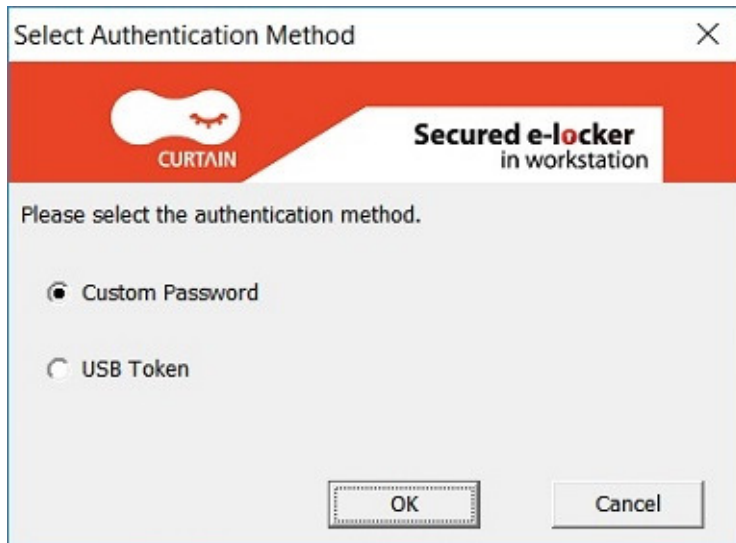 Select Authentication Method
CURTAIN
Secured e-locker
in workstation
Please select the authentication method.
Custom Password
USB Token
OK
Cancel